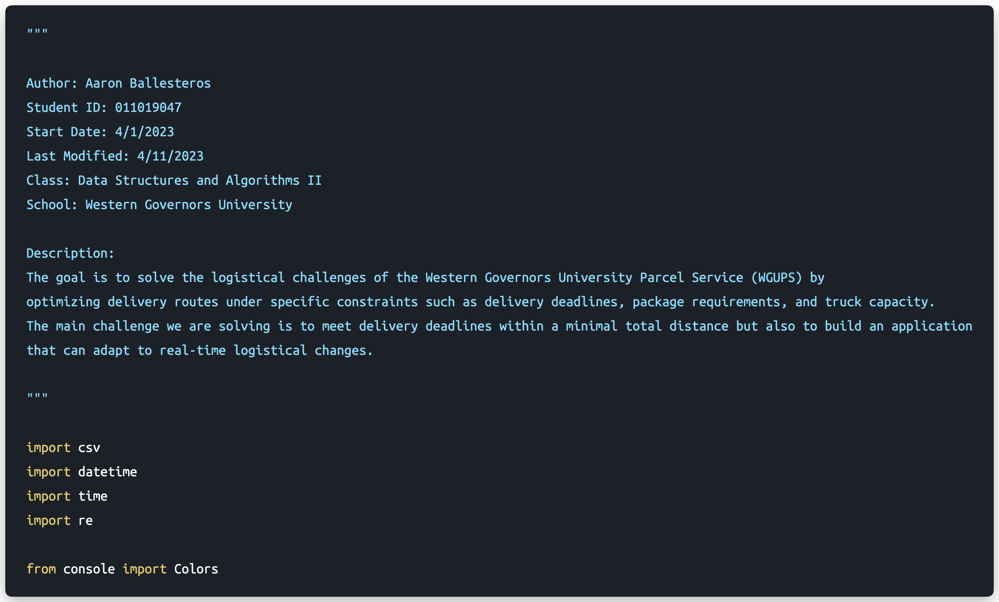 """
Author: Aaron Ballesteros
Student ID: 011019047
Start Date: 4/1/2023
Last Modified: 4/11/2023
Class: Data Structures and Algorithms II
School: Western Governors University
Description:
The goal is to solve the logistical challenges of the Western Governors University Parcel Service (WGUPS) by
optimizing delivery routes under specific constraints such as delivery deadlines, package requirements, and truck capacity.
The main challenge we are solving is to meet delivery deadlines within a minimal total distance but also to build an application
that can adapt to real-time logistical changes.
"""
import csv
import datetime
import time
import re
from console import Colors